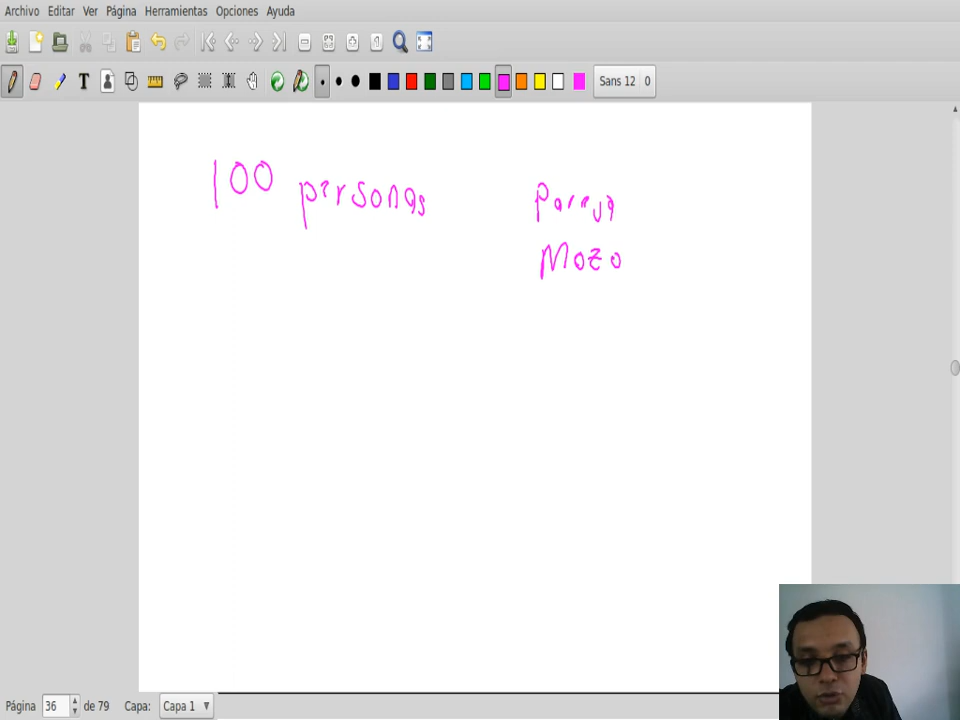 Archivo Editar Ver Página Herramientas Opciones Ayuda
T Sans 12 0
100 personas
Pareja
Mozo
Página 36 de 79 Capa: Capa 1